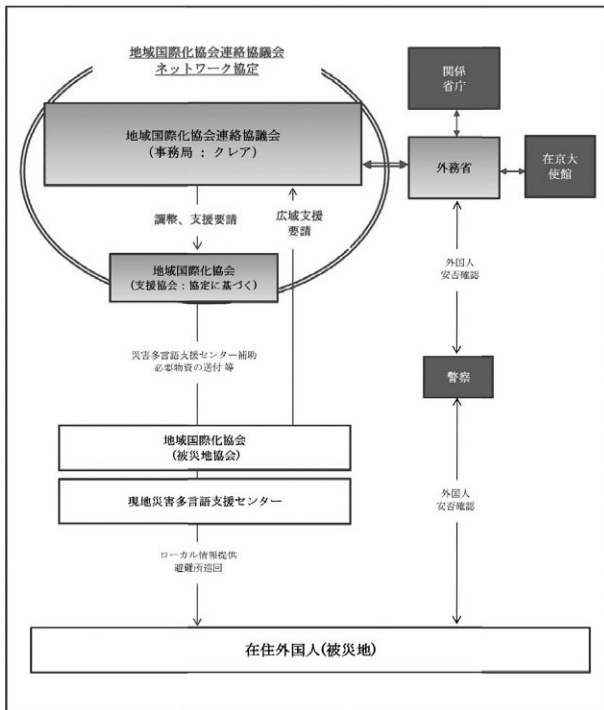 地域国際化協会連絡協議会
ネットワーク協定
関係
省庁
地域国際化協会連絡協議会
(事務局 : クレア)
外務省
在京大
使館
調整、支援要請
広域支援
要請
外国人
安否確認
地域国際化協会
(支援協会 : 協定に基づく)
災害多言語支援センター補助
必要物資の送付 等
警察
地域国際化協会
(被災地協会)
現地災害多言語支援センター
外国人
安否確認
ローカル情報提供
避難所巡回
在住外国人(被災地)